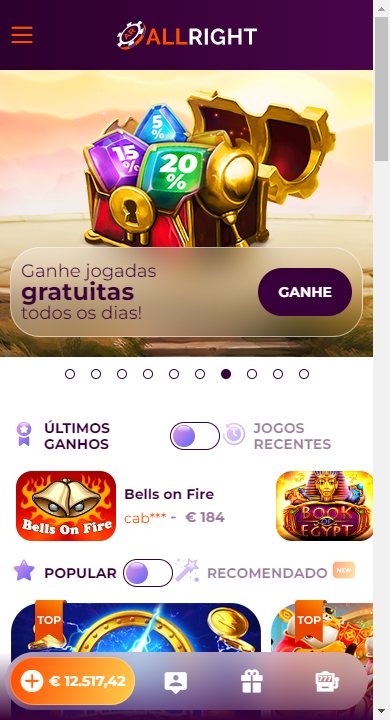 ALLRIGHT
5
%
15
%
20
%
Ganhe jogadas
gratuitas
todos os dias!
GANHE
ÚLTIMOS
GANHOS
JOGOS
RECENTES
Bells On Fire
Bells on Fire
cab*** - € 184
BOOK
OF
EGYPT
POPULAR
RECOMENDADO
NEW
TOP
TOP
€ 12.517,42
777